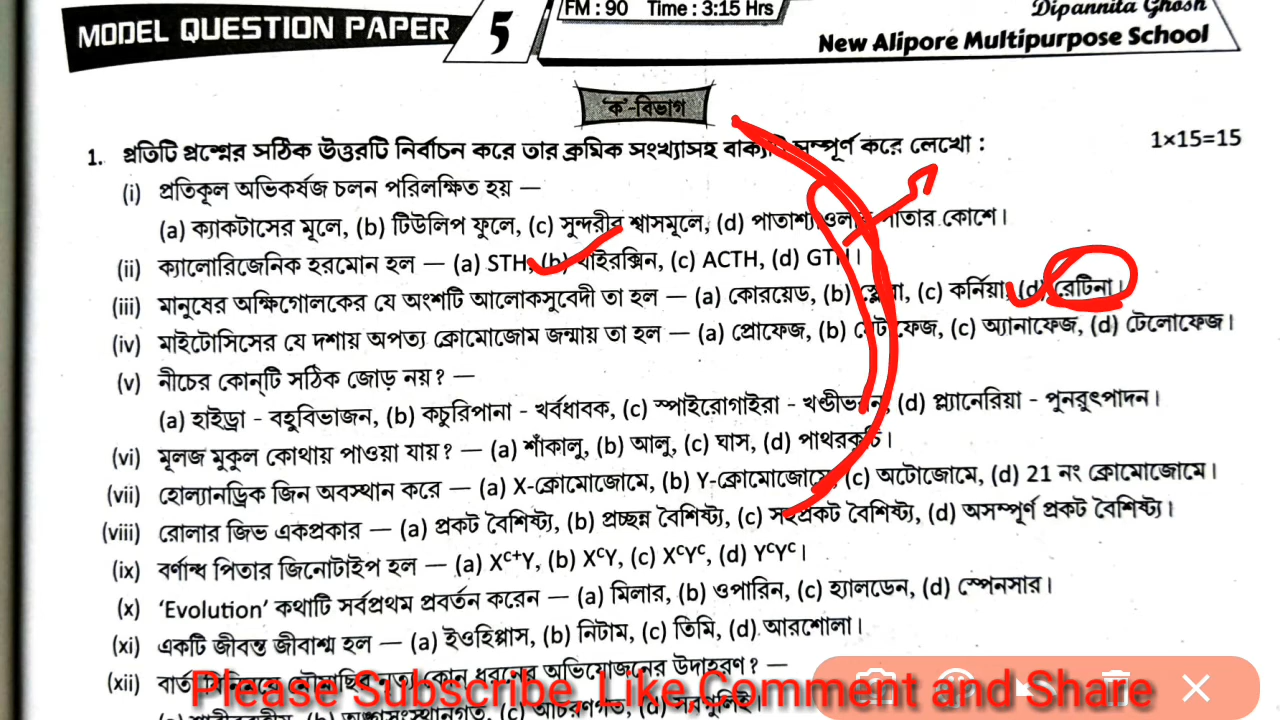 MODEL QUESTION PAPER 5 FM : 90 Time : 3:15 Hrs Dipannita Ghosh
New Alipore Multipurpose School
'ক'-বিভাগ
1. প্রতিটি প্রশ্নের সঠিক উত্তরটি নির্বাচন করে তার ক্রমিক সংখ্যাসহ বাক্যটি সম্পূর্ণ করে লেখো : 1×15=15
(i) প্রতিকূল অভিকর্ষজ চলন পরিলক্ষিত হয় —
(a) ক্যাকটাসের মূলে, (b) টিউলিপ ফুলে, (c) সুন্দরীর শ্বাসমূলে, (d) পাতার কোশে।
(ii) ক্যালোরিজেনিক হরমোন হল — (a) STH, (b) থাইরক্সিন, (c) ACTH, (d) GTH।
(iii) মানুষের অক্ষিগোলকের যে অংশটি আলোকসুবেদী তা হল — (a) কোরয়েড, (b) স্ক্লেরা, (c) কর্নিয়া, (d) রেটিনা।
(iv) মাইটোসিসের যে দশায় অপত্য ক্রোমোজোম জন্মায় তা হল — (a) প্রোফেজ, (b) মেটাফেজ, (c) অ্যানাফেজ, (d) টেলোফেজ।
(v) নীচের কোন্‌টি সঠিক জোড় নয়? —
(a) হাইড্রা - বহুবিভাজন, (b) কচুরিপানা - খর্বধাবক, (c) স্পাইরোগাইরা - খণ্ডীভবন, (d) প্ল্যানেরিয়া - পুনরুৎপাদন।
(vi) মূলজ মুকুল কোথায় পাওয়া যায়? — (a) শাঁকালু, (b) আলু, (c) ঘাস, (d) পাথরকুচি।
(vii) হোল্যানড্রিক জিন অবস্থান করে — (a) X-ক্রোমোজোমে, (b) Y-ক্রোমোজোমে, (c) অটোজোমে, (d) 21 নং ক্রোমোজোমে।
(viii) রোলার জিভ একপ্রকার — (a) প্রকট বৈশিষ্ট্য, (b) প্রচ্ছন্ন বৈশিষ্ট্য, (c) সহপ্রকট বৈশিষ্ট্য, (d) অসম্পূর্ণ প্রকট বৈশিষ্ট্য।
(ix) বর্ণান্ধ পিতার জিনোটাইপ হল — (a) Xᶜ⁺Y, (b) XᶜY, (c) XᶜYᶜ, (d) YᶜYᶜ।
(x) 'Evolution' কথাটি সর্বপ্রথম প্রবর্তন করেন — (a) মিলার, (b) ওপারিন, (c) হ্যালডেন, (d) স্পেনসার।
(xi) একটি জীবন্ত জীবাশ্ম হল — (a) ইওহিপ্পাস, (b) নিটাম, (c) তিমি, (d) আরশোলা।
(xii) বার্তা মৌমাছির নৃত্য কোন ধরনের অভিযোজনের উদাহরণ? —
Please Subscribe, Like Comment and Share
(c) আচরণগত, (d) সবগুলিই।